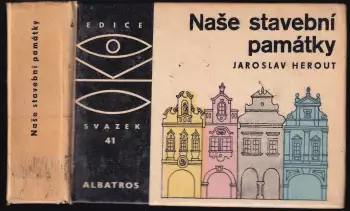 Naše stavební památky
EDICE
SVAZEK
41
ALBATROS
Naše stavební
památky
JAROSLAV HEROUT